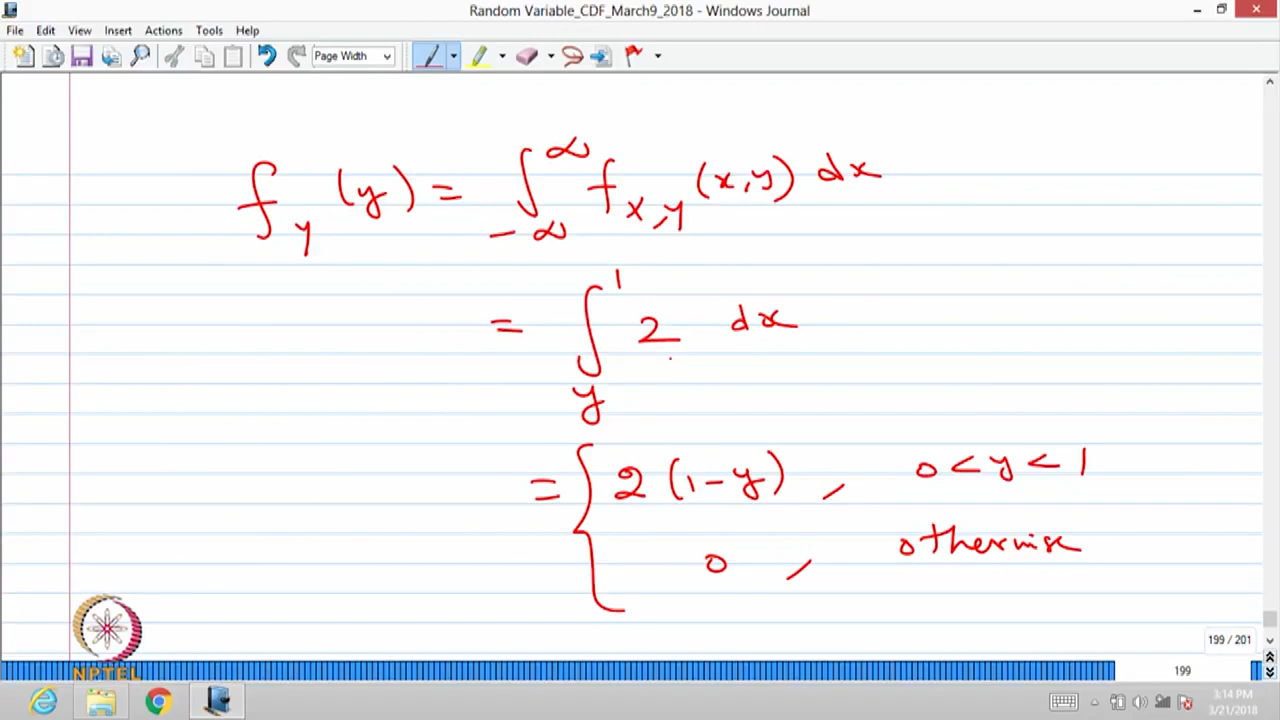 Random Variable_CDF_March9_2018 - Windows Journal
File Edit View Insert Actions Tools Help
Page Width
f_Y (y) = ∫_{-∞}^{∞} f_{X,Y} (x,y) dx
= ∫_y^1 2 dx
= { 2 (1-y) , 0 < y < 1
0 , otherwise
199 / 201
NPTEL
199
3:14 PM
3/21/2018